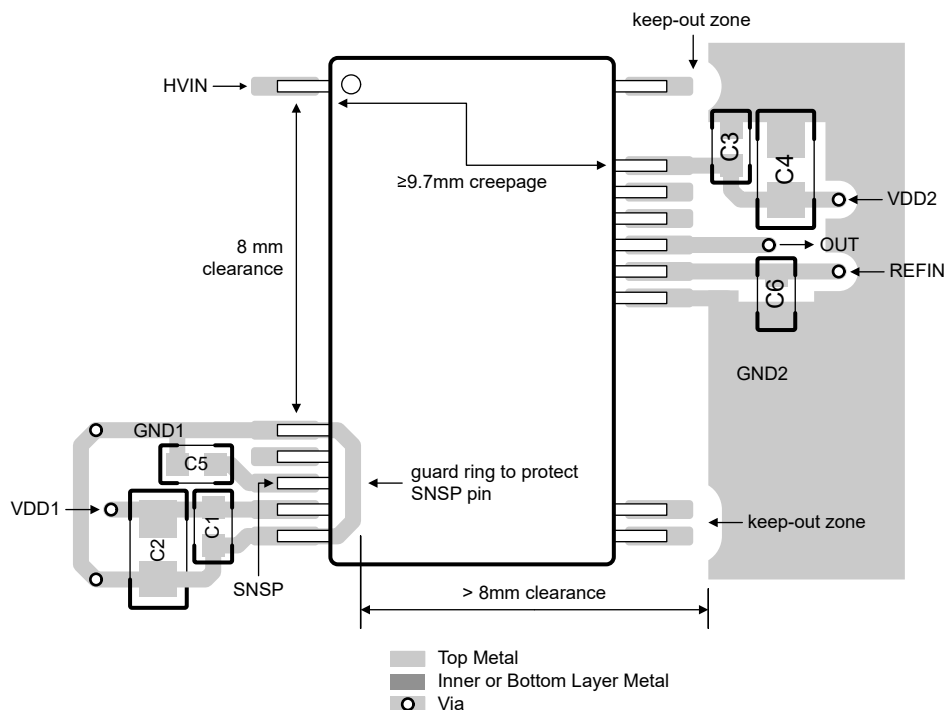 keep-out zone
HVIN
C3
C4
≥9.7mm creepage
VDD2
8 mm
clearance
OUT
REFIN
C6
GND2
GND1
C5
guard ring to protect
SNSP pin
VDD1
C1
C2
keep-out zone
SNSP
> 8mm clearance
Top Metal
Inner or Bottom Layer Metal
Via